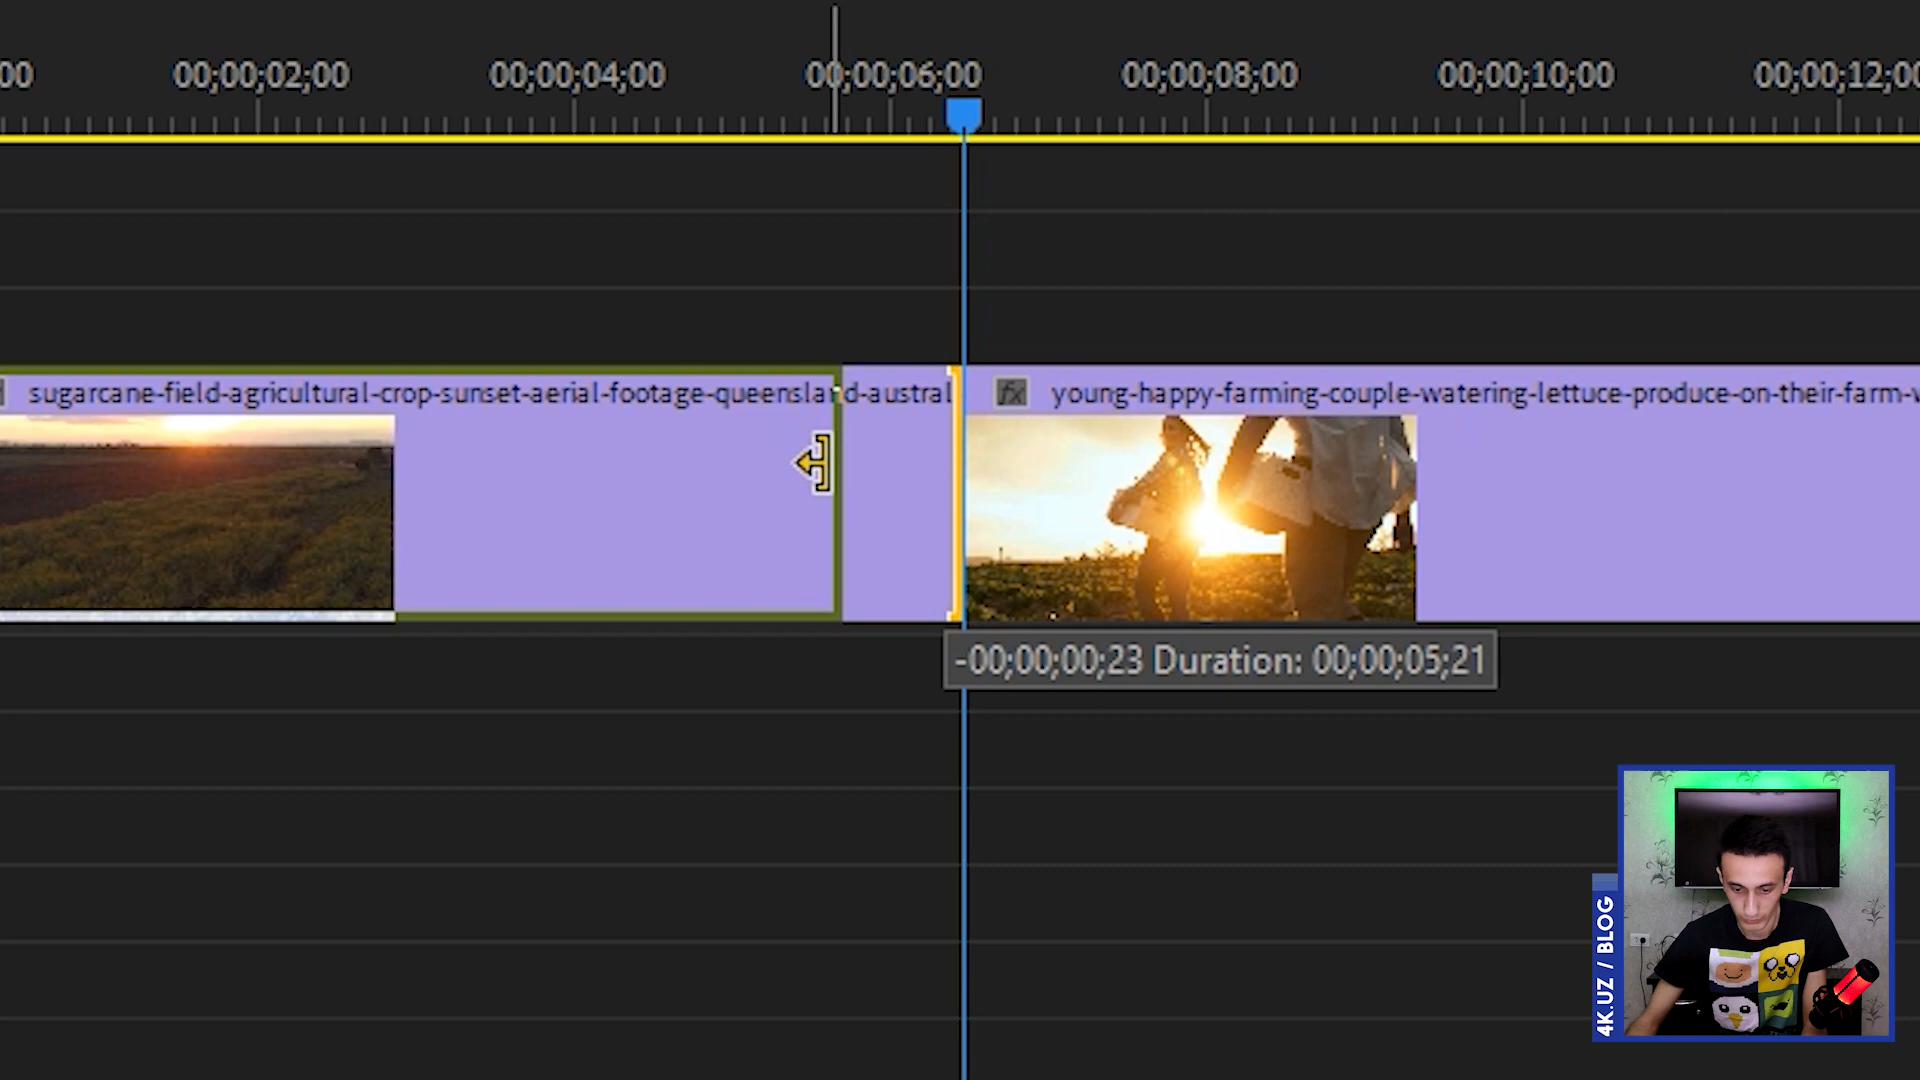 00
00;00;02;00
00;00;04;00
00;00;06;00
00;00;08;00
00;00;10;00
00;00;12;00
sugarcane-field-agricultural-crop-sunset-aerial-footage-queensland-austral
fx
young-happy-farming-couple-watering-lettuce-produce-on-their-farm-w
-00;00;00;23 Duration: 00;00;05;21
4K.UZ / BLOG